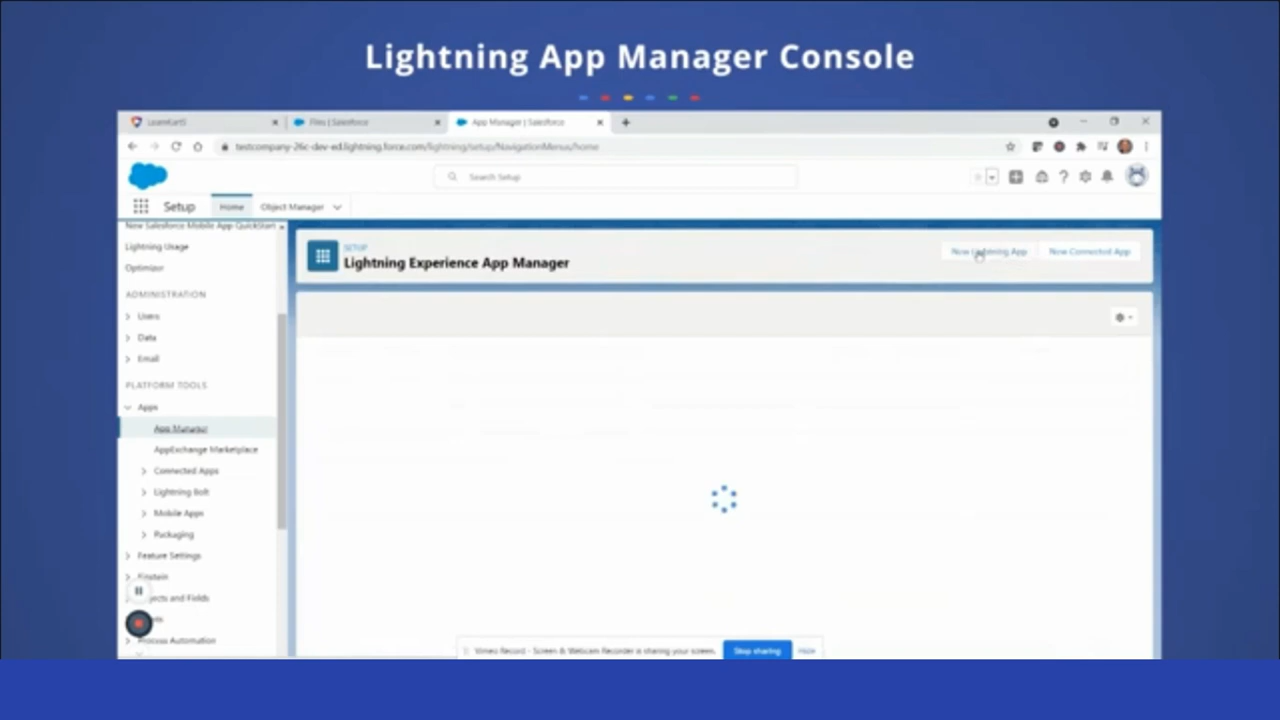 Lightning App Manager Console
LearnKartS
Files | Salesforce
App Manager | Salesforce
testcompany-26c-dev-ed.lightning.force.com/lightning/setup/NavigationMenus/home
Search Setup
Setup
Home
Object Manager
New Salesforce Mobile App QuickStart
Lightning Usage
Optimizer
ADMINISTRATION
Users
Data
Email
PLATFORM TOOLS
Apps
App Manager
AppExchange Marketplace
Connected Apps
Lightning Bolt
Mobile Apps
Packaging
Feature Settings
Einstein
jects and Fields
nts
Process Automation
SETUP
Lightning Experience App Manager
New Lightning App
New Connected App
Vimeo Record - Screen & Webcam Recorder is sharing your screen.
Stop sharing
Hide